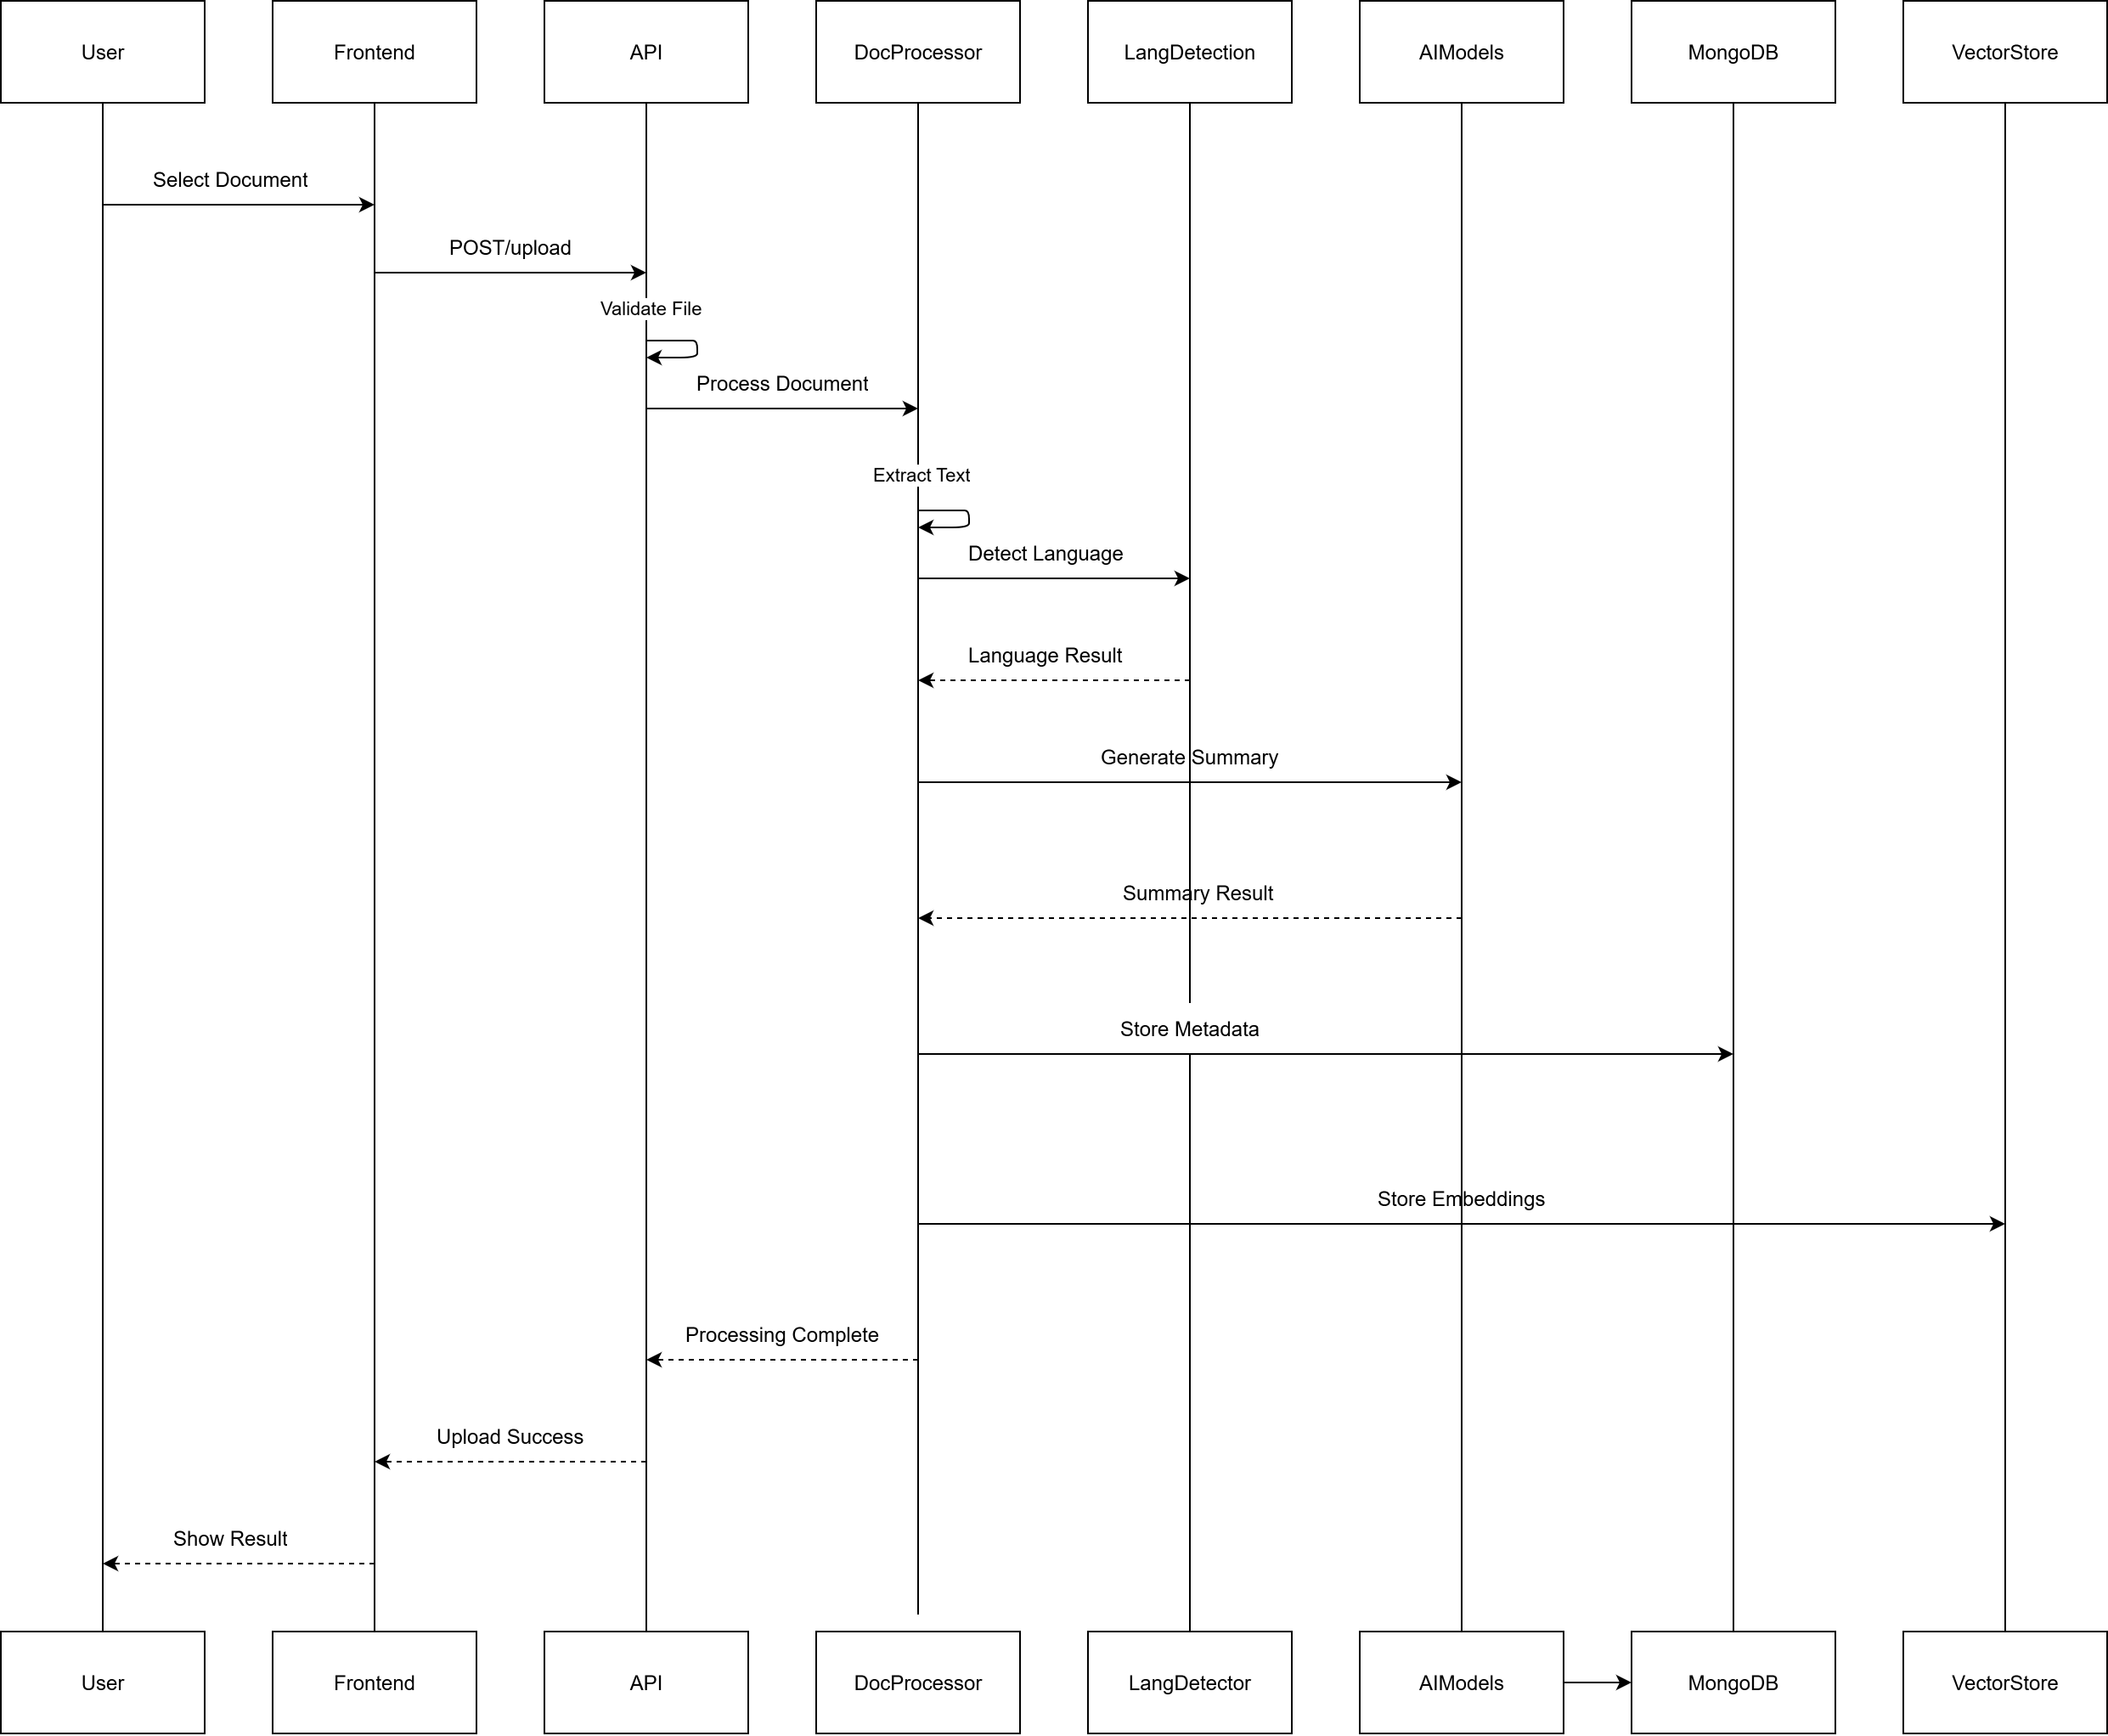 User
Frontend
API
DocProcessor
LangDetection
AIModels
MongoDB
VectorStore
Select Document
POST/upload
Validate File
Process Document
Extract Text
Detect Language
Language Result
Generate Summary
Summary Result
Store Metadata
Store Embeddings
Processing Complete
Upload Success
Show Result
User
Frontend
API
DocProcessor
LangDetector
AIModels
MongoDB
VectorStore